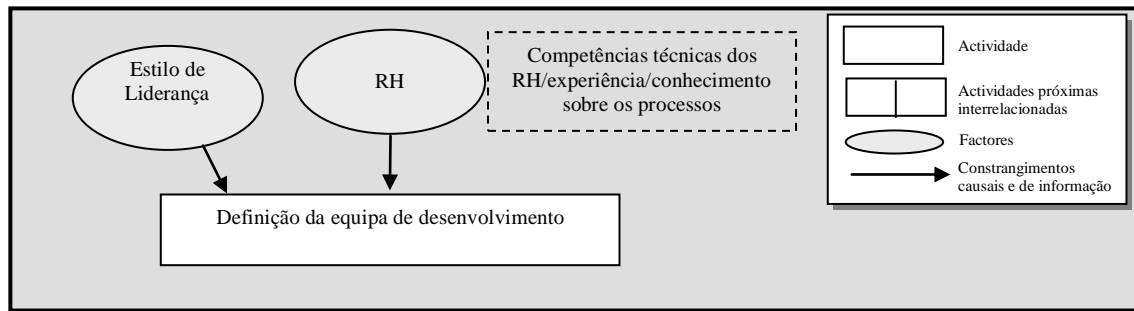 Estilo de
Liderança
RH
Competências técnicas dos
RH/experiência/conhecimento
sobre os processos
Definição da equipa de desenvolvimento
Actividade
Actividades próximas
interrelacionadas
Factores
Constrangimentos
causais e de informação